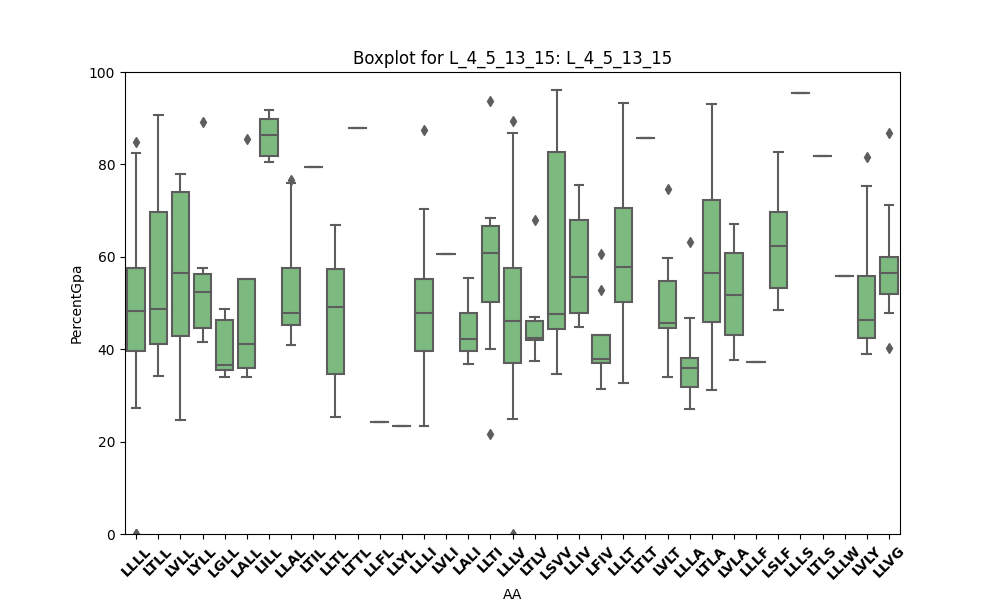 Boxplot for L_4_5_13_15: L_4_5_13_15
100
80
60
40
20
0
PercentGpa
LLLL LTLL LVLL LYLL LGLL LALL LILL LLAL LTIL LLTL LTTL LLFL LLYL LLLI LVLI LALI LLTI LLLV LTLV LSVV LLIV LFIV LLLT LTLT LVLT LLLA LTLA LVLA LLLF LSLF LLLS LTLS LLLW LVLY LLVG
AA